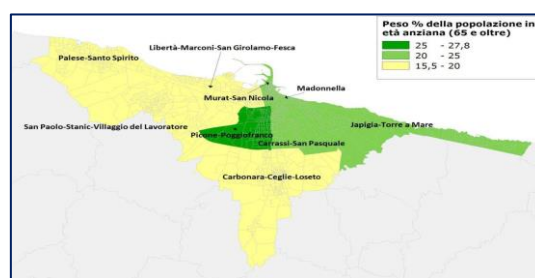 Peso % della popolazione in
età anziana (65 e oltre)
25 - 27,8
20 - 25
15,5 - 20
Libertà-Marconi-San Girolamo-Fesca
Palese-Santo Spirito
Madonnella
Murat-San Nicola
San Paolo-Stanic-Villaggio del Lavoratore
Japigia-Torre a Mare
Picone-Poggiofranco
Carrassi-San Pasquale
Carbonara-Ceglie-Loseto